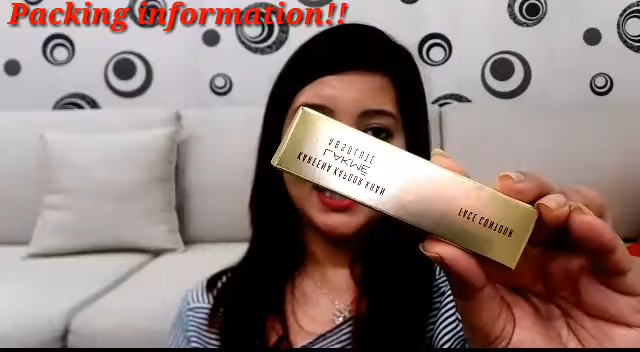 Packing information!!
ABSOLUTE
LAKMĒ
KAREENA KAPOOR KHAN
FACE CONTOUR